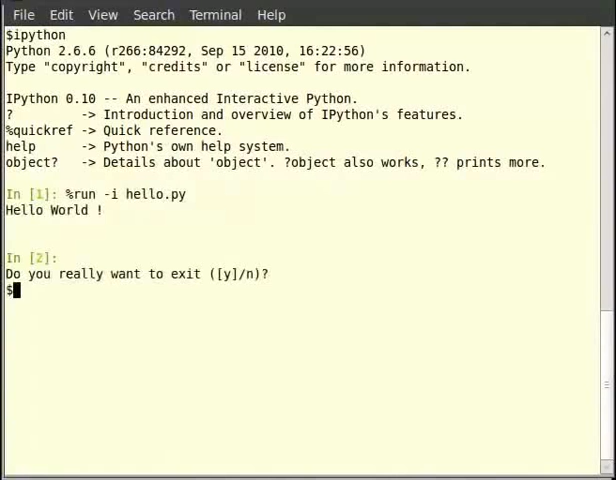 File Edit View Search Terminal Help
$ipython
Python 2.6.6 (r266:84292, Sep 15 2010, 16:22:56)
Type "copyright", "credits" or "license" for more information.
IPython 0.10 -- An enhanced Interactive Python.
?         -> Introduction and overview of IPython's features.
%quickref -> Quick reference.
help      -> Python's own help system.
object?   -> Details about 'object'. ?object also works, ?? prints more.
In [1]: %run -i hello.py
Hello World !
In [2]:
Do you really want to exit ([y]/n)?
$